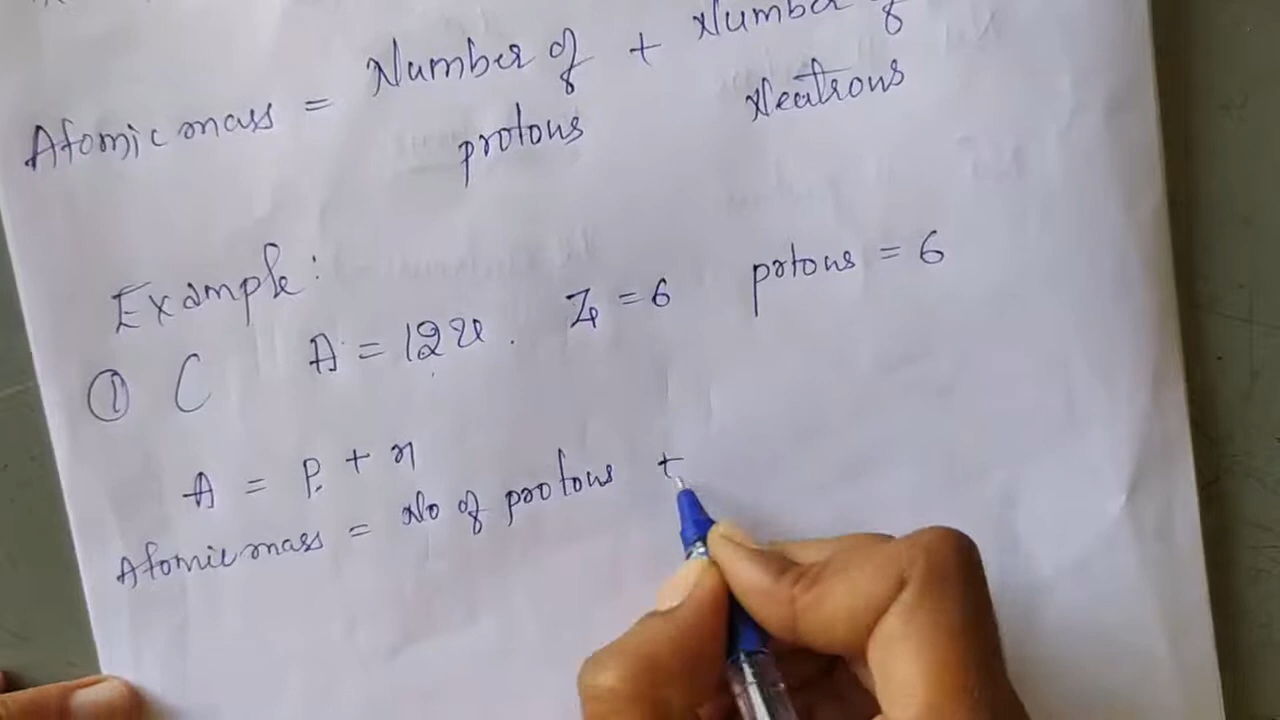 Atomic mass = Number of protons + Number of Neutrons
Example:
① C A = 12u. Z = 6 protons = 6
A = P + n
Atomic mass = No of protons +